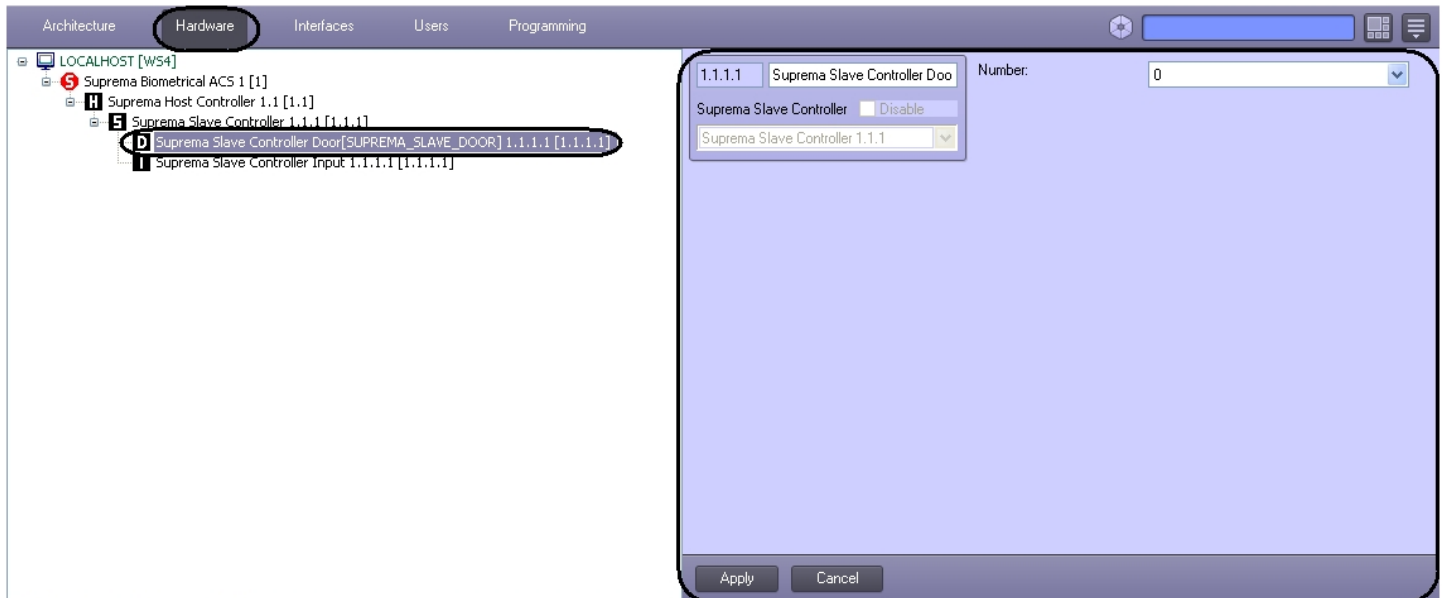 Architecture Hardware Interfaces Users Programming
LOCALHOST [WS4]
Suprema Biometrical ACS 1 [1]
Suprema Host Controller 1.1 [1.1]
Suprema Slave Controller 1.1.1 [1.1.1]
Suprema Slave Controller Door[SUPREMA_SLAVE_DOOR] 1.1.1.1 [1.1.1.1]
Suprema Slave Controller Input 1.1.1.1 [1.1.1.1]
1.1.1.1 Suprema Slave Controller Doo Number: 0
Suprema Slave Controller Disable
Suprema Slave Controller 1.1.1
Apply Cancel